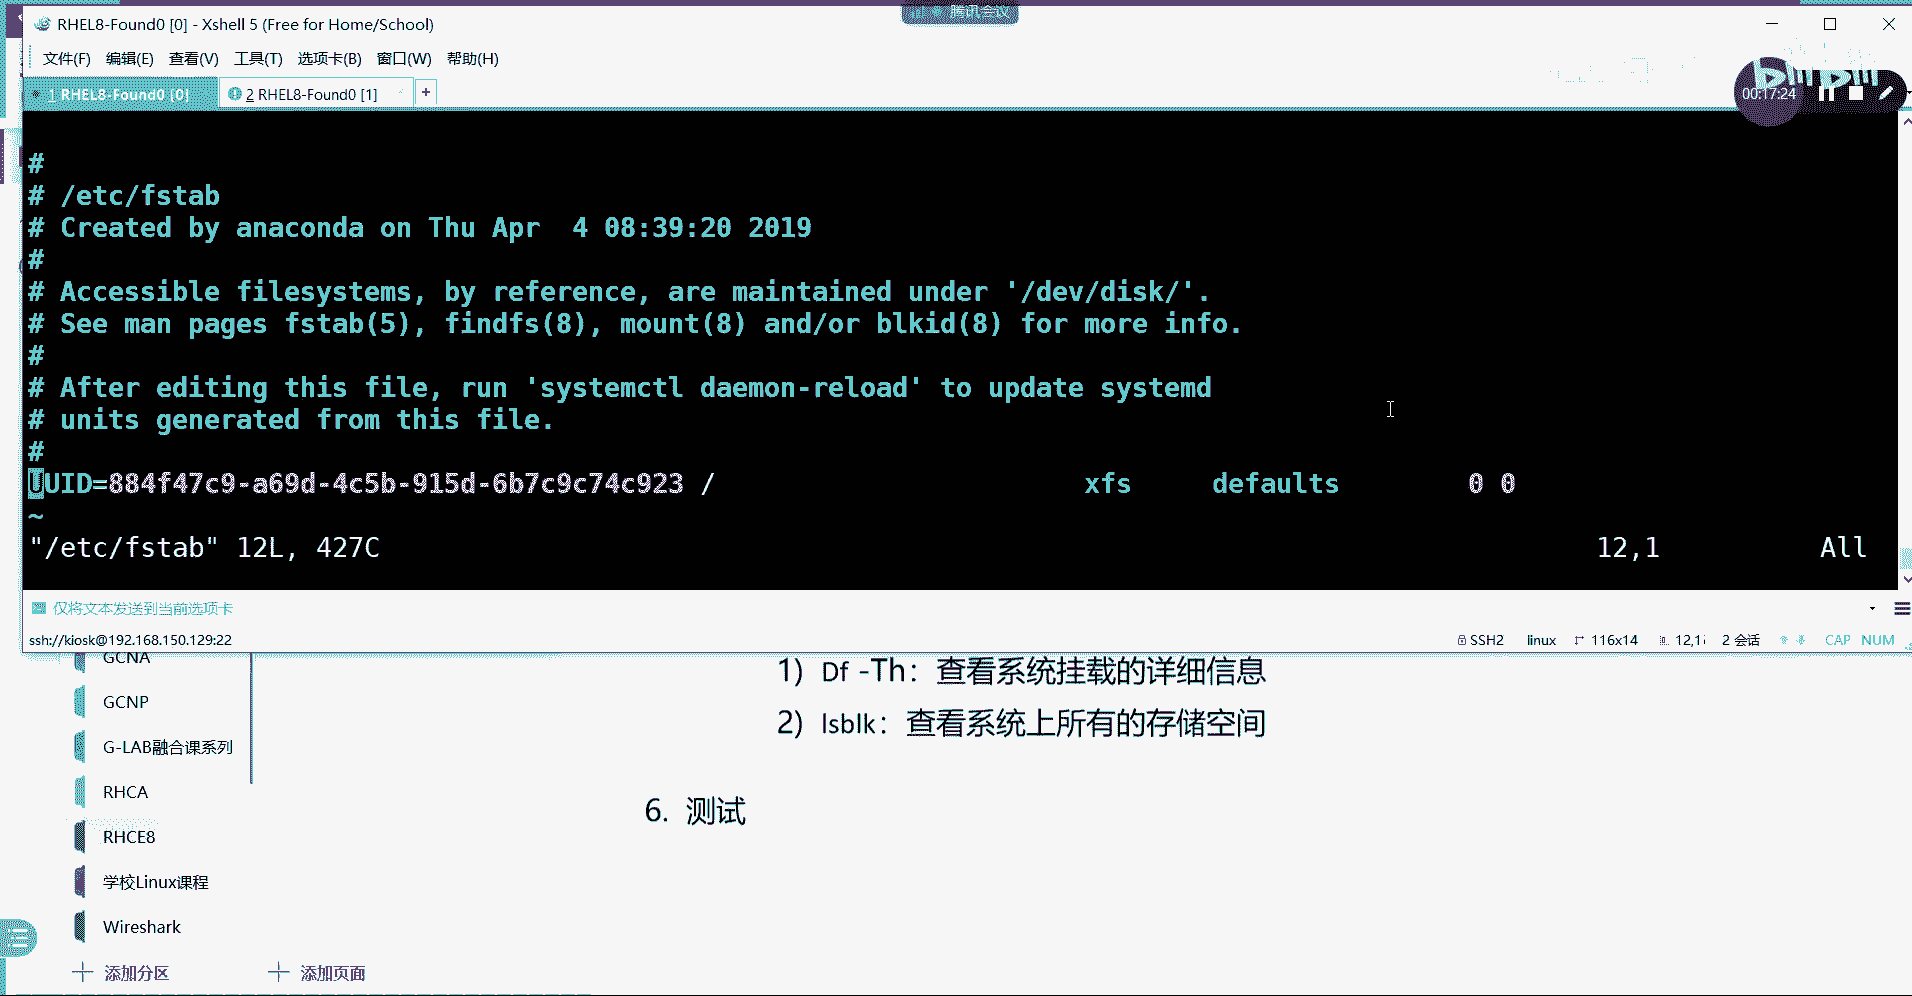 腾讯会议
RHEL8-Found0 [0] - Xshell 5 (Free for Home/School)
文件(F) 编辑(E) 查看(V) 工具(T) 选项卡(B) 窗口(W) 帮助(H)
1 RHEL8-Found0 [0] 2 RHEL8-Found0 [1] +
00:17:24
#
# /etc/fstab
# Created by anaconda on Thu Apr  4 08:39:20 2019
#
# Accessible filesystems, by reference, are maintained under '/dev/disk/'.
# See man pages fstab(5), findfs(8), mount(8) and/or blkid(8) for more info.
#
# After editing this file, run 'systemctl daemon-reload' to update systemd
# units generated from this file.
#
UUID=884f47c9-a69d-4c5b-915d-6b7c9c74c923 / xfs defaults 0 0
~
"/etc/fstab" 12L, 427C 12,1 All
仅将文本发送到当前选项卡
ssh://kiosk@192.168.150.129:22 SSH2 linux 116x14 12,1 2 会话 CAP NUM
GCNA
GCNP
G-LAB融合课系列
RHCA
RHCE8
学校Linux课程
Wireshark
添加分区 添加页面
1) Df -Th：查看系统挂载的详细信息
2) lsblk：查看系统上所有的存储空间
6. 测试